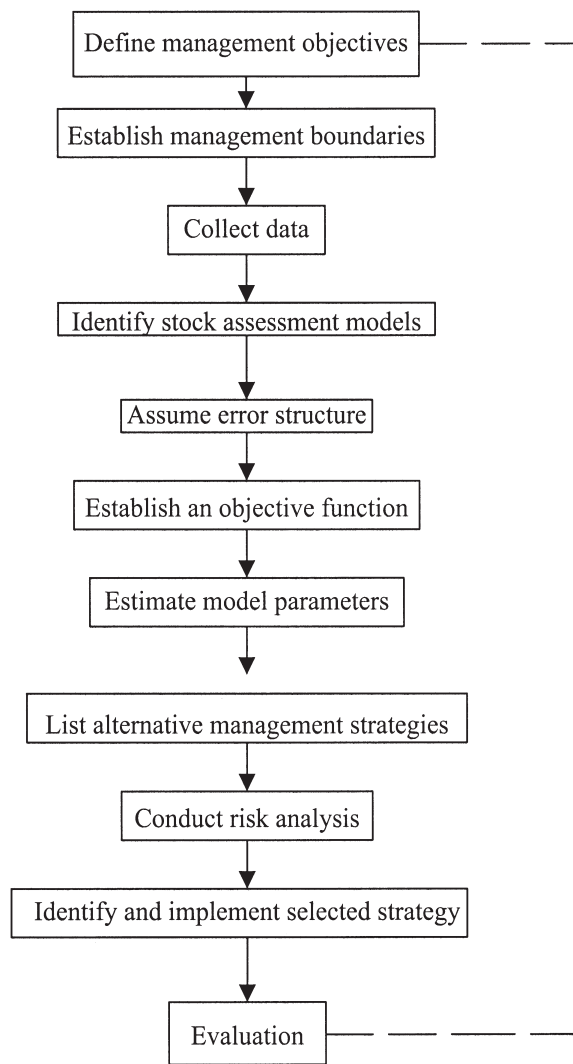 Define management objectives
Establish management boundaries
Collect data
Identify stock assessment models
Assume error structure
Establish an objective function
Estimate model parameters
List alternative management strategies
Conduct risk analysis
Identify and implement selected strategy
Evaluation